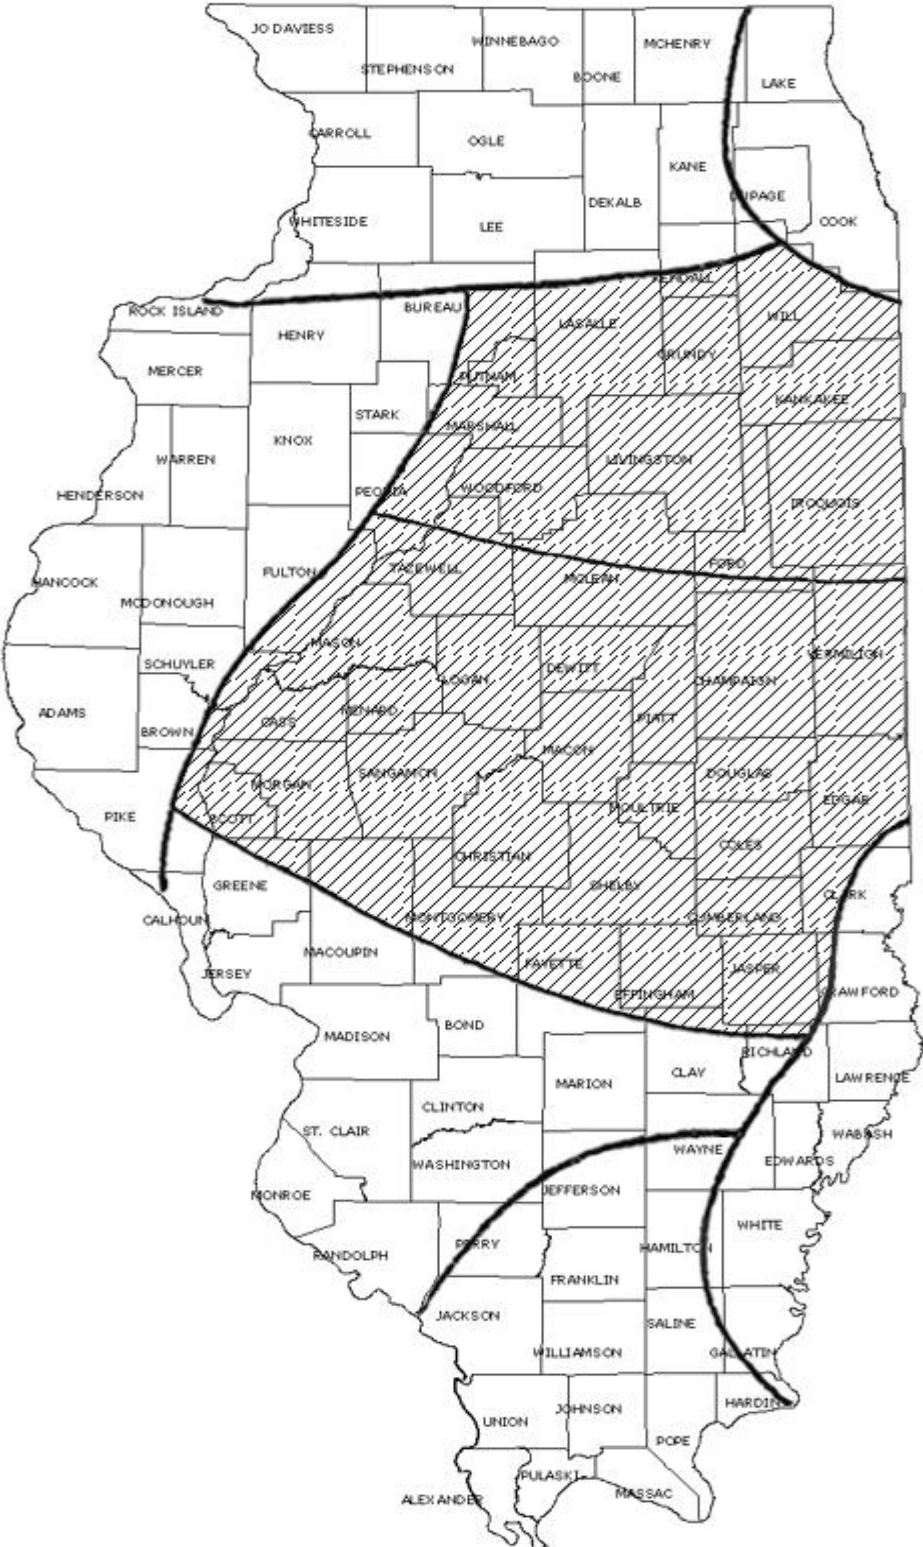 JO DAVIESS
STEPHENSON
WINNEBAGO
BOONE
MCHENRY
LAKE
CARROLL
OGLE
KANE
DUPAGE
COOK
WHITESIDE
LEE
DEKALB
KENDALL
ROCK ISLAND
HENRY
BUREAU
LASALLE
WILL
GRUNDY
MERCER
PUTNAM
KANKAKEE
STARK
MARSHALL
KNOX
WARREN
LIVINGSTON
HENDERSON
PEORIA
WOODFORD
IROQUOIS
HANCOCK
MCDONOUGH
FULTON
TAZEWELL
MCLEAN
FORD
SCHUYLER
MASON
LOGAN
DEWITT
CHAMPAIGN
VERMILION
ADAMS
BROWN
CASS
MENARD
PIATT
MACON
PIKE
SCOTT
MORGAN
SANGAMON
MOULTRIE
DOUGLAS
EDGAR
COLES
CHRISTIAN
SHELBY
GREENE
CLARK
CALHOUN
MONTGOMERY
CUMBERLAND
JERSEY
MACOUPIN
FAYETTE
EFFINGHAM
JASPER
CRAWFORD
MADISON
BOND
RICHLAND
MARION
CLAY
LAWRENCE
ST. CLAIR
CLINTON
WASHINGTON
WAYNE
EDWARDS
WABASH
MONROE
JEFFERSON
RANDOLPH
PERRY
HAMILTON
WHITE
FRANKLIN
JACKSON
SALINE
WILLIAMSON
GALLATIN
UNION
JOHNSON
HARDIN
POPE
ALEXANDER
PULASKI
MASSAC